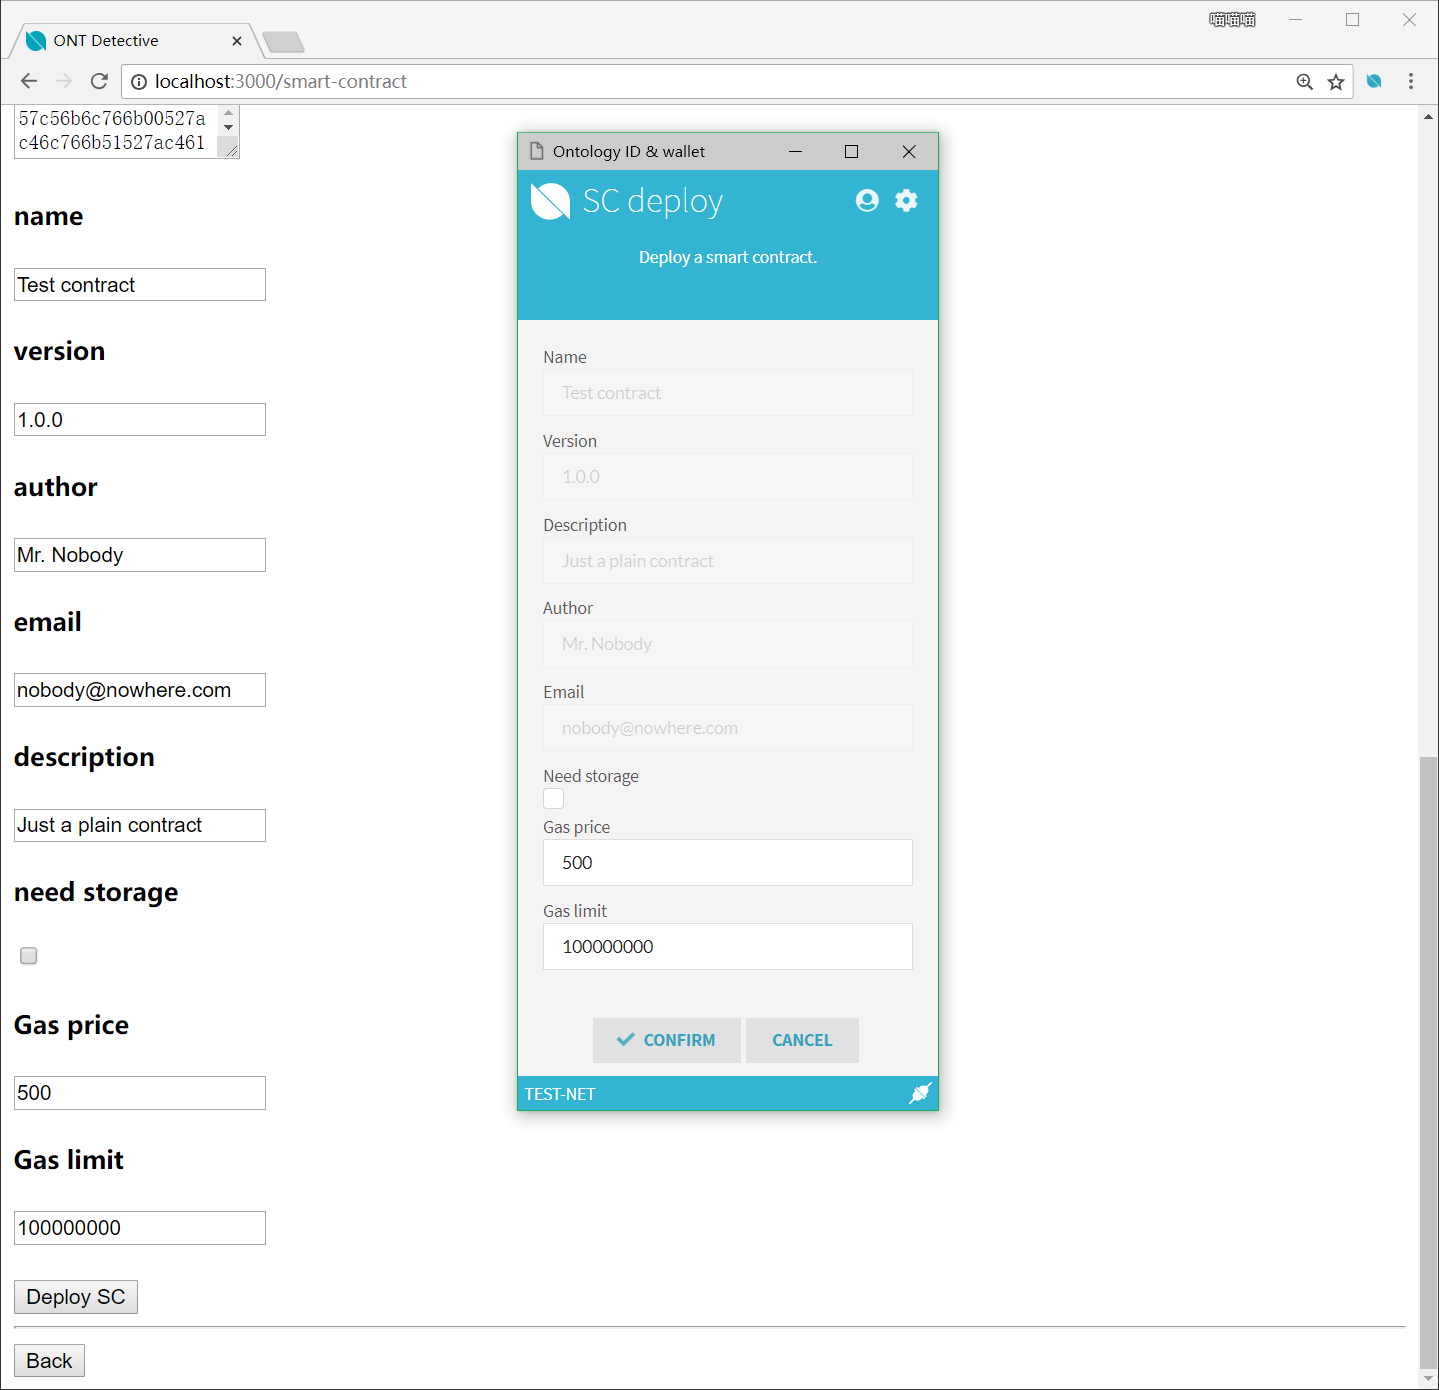 喵喵喵
ONT Detective
localhost:3000/smart-contract
57c56b6c766b00527a
c46c766b51527ac461
name
Test contract
version
1.0.0
author
Mr. Nobody
email
nobody@nowhere.com
description
Just a plain contract
need storage
Gas price
500
Gas limit
100000000
Deploy SC
Back
Ontology ID & wallet
SC deploy
Deploy a smart contract.
Name
Test contract
Version
1.0.0
Description
Just a plain contract
Author
Mr. Nobody
Email
nobody@nowhere.com
Need storage
Gas price
500
Gas limit
100000000
CONFIRM
CANCEL
TEST-NET